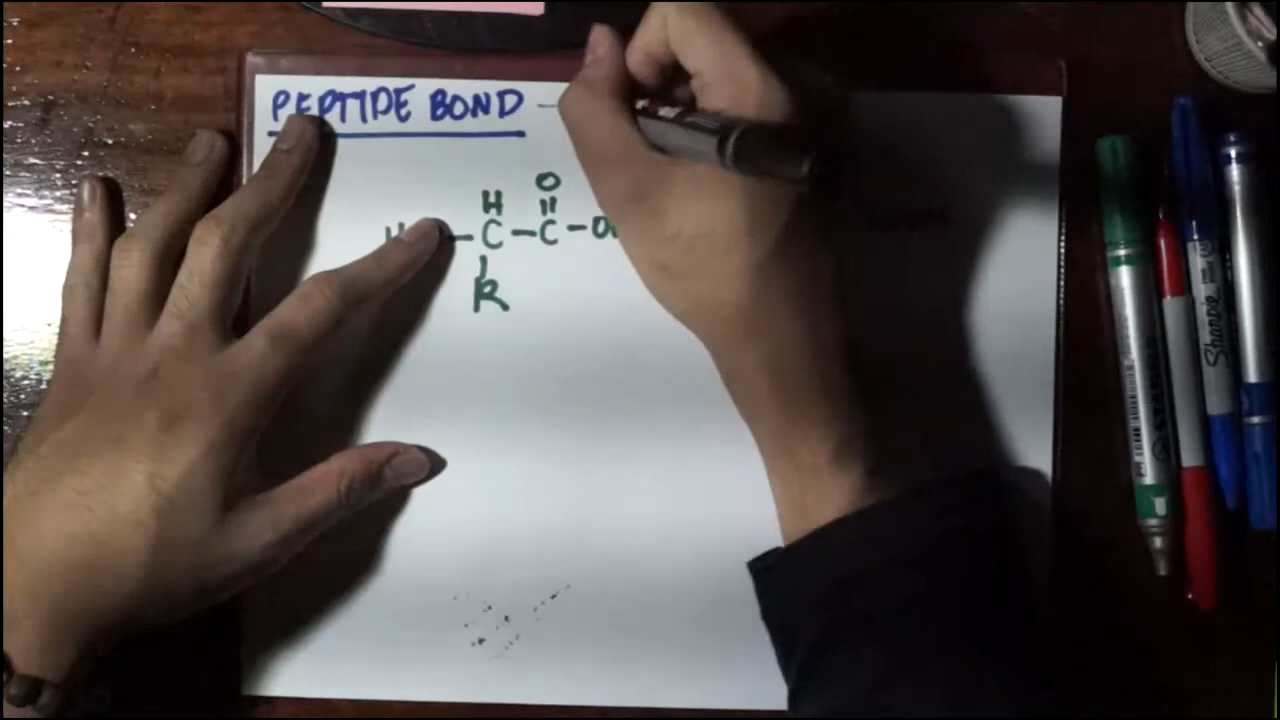 PEPTIDE BOND
O
H
H - C - C - O
R
Sharpie